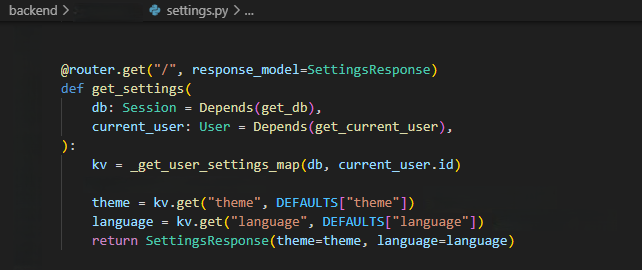 backend > settings.py > ...
@router.get("/", response_model=SettingsResponse)
def get_settings(
    db: Session = Depends(get_db),
    current_user: User = Depends(get_current_user),
):
    kv = _get_user_settings_map(db, current_user.id)

    theme = kv.get("theme", DEFAULTS["theme"])
    language = kv.get("language", DEFAULTS["language"])
    return SettingsResponse(theme=theme, language=language)